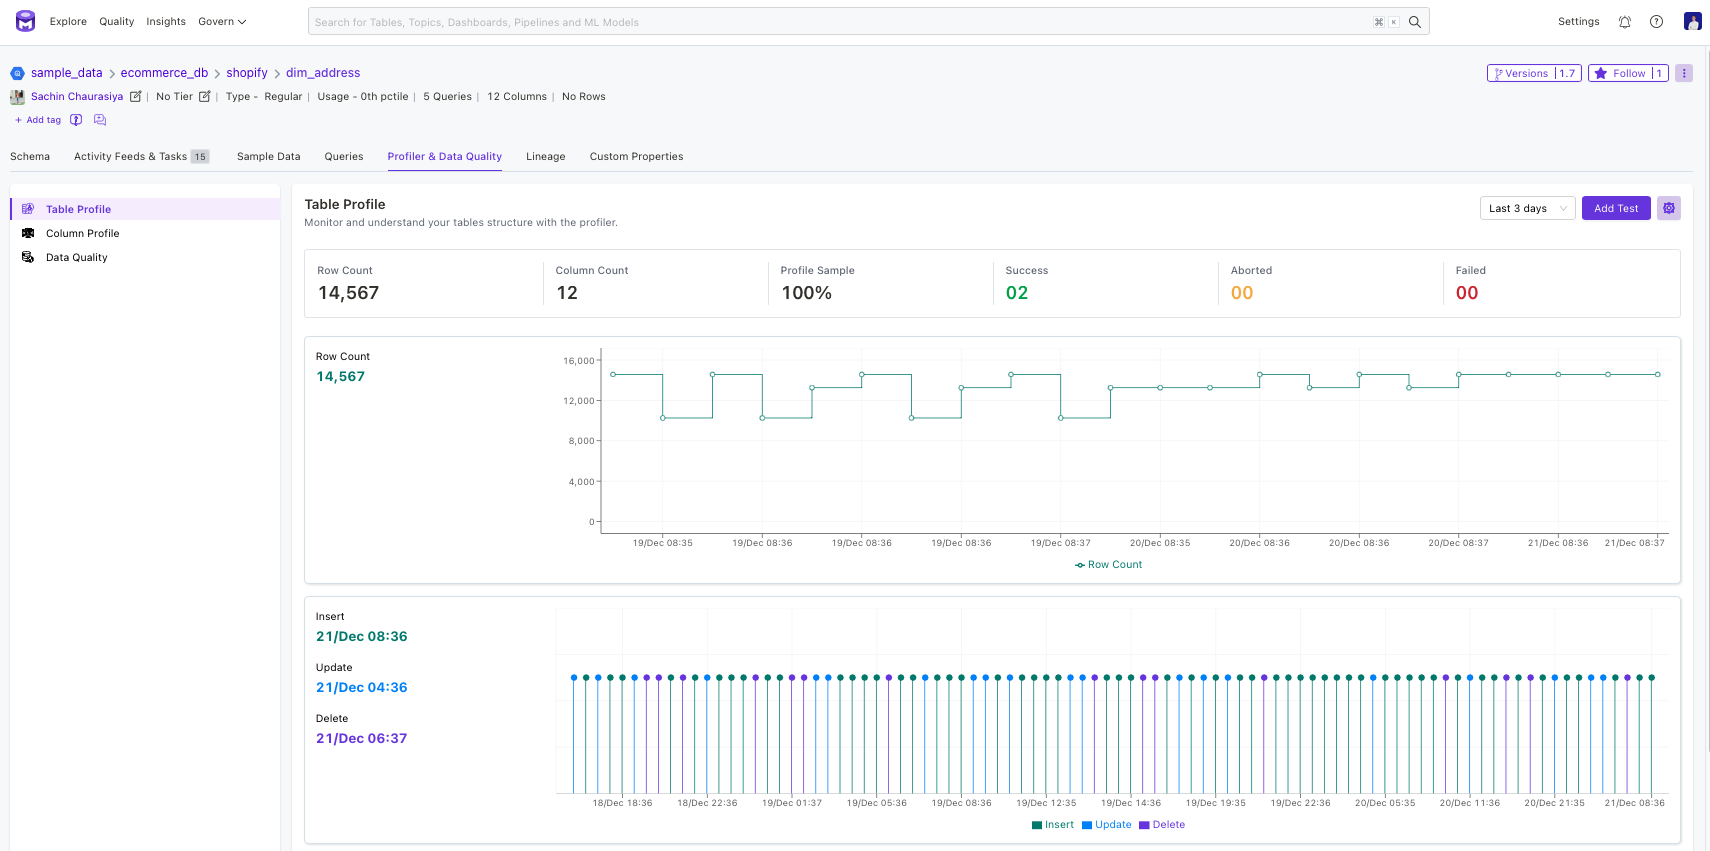 Explore Quality Insights Govern
Search for Tables, Topics, Dashboards, Pipelines and ML Models
⌘ K
Settings
sample_data > ecommerce_db > shopify > dim_address
Versions | 1.7
Follow | 1
Sachin Chaurasiya | No Tier | Type - Regular | Usage - 0th pctile | 5 Queries | 12 Columns | No Rows
+ Add tag
Schema Activity Feeds & Tasks 15 Sample Data Queries Profiler & Data Quality Lineage Custom Properties
Table Profile
Column Profile
Data Quality
Table Profile
Monitor and understand your tables structure with the profiler.
Last 3 days
Add Test
Row Count Column Count Profile Sample Success Aborted Failed
14,567 12 100% 02 00 00
Row Count
14,567
16,000
12,000
8,000
4,000
0
19/Dec 08:35 19/Dec 08:36 19/Dec 08:36 19/Dec 08:36 19/Dec 08:37 20/Dec 08:35 20/Dec 08:36 20/Dec 08:36 20/Dec 08:37 21/Dec 08:36 21/Dec 08:37
Row Count
Insert
21/Dec 08:36
Update
21/Dec 04:36
Delete
21/Dec 06:37
18/Dec 18:36 18/Dec 22:36 19/Dec 01:37 19/Dec 05:36 19/Dec 08:36 19/Dec 12:35 19/Dec 14:36 19/Dec 19:35 19/Dec 22:36 20/Dec 05:35 20/Dec 11:36 20/Dec 21:35 21/Dec 08:36
Insert Update Delete